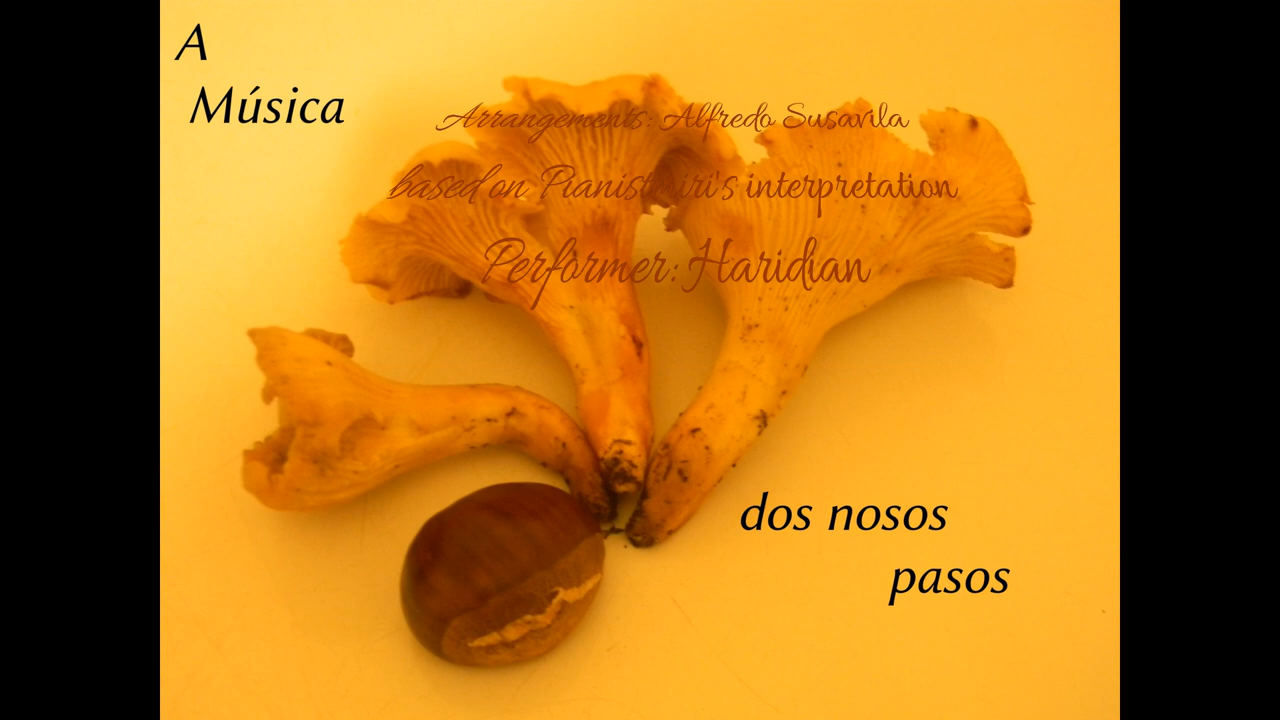 A
Música
Arrangements: Alfredo Susavila
based on Pianistmiri's interpretation
Performer: Haridian
dos nosos
pasos